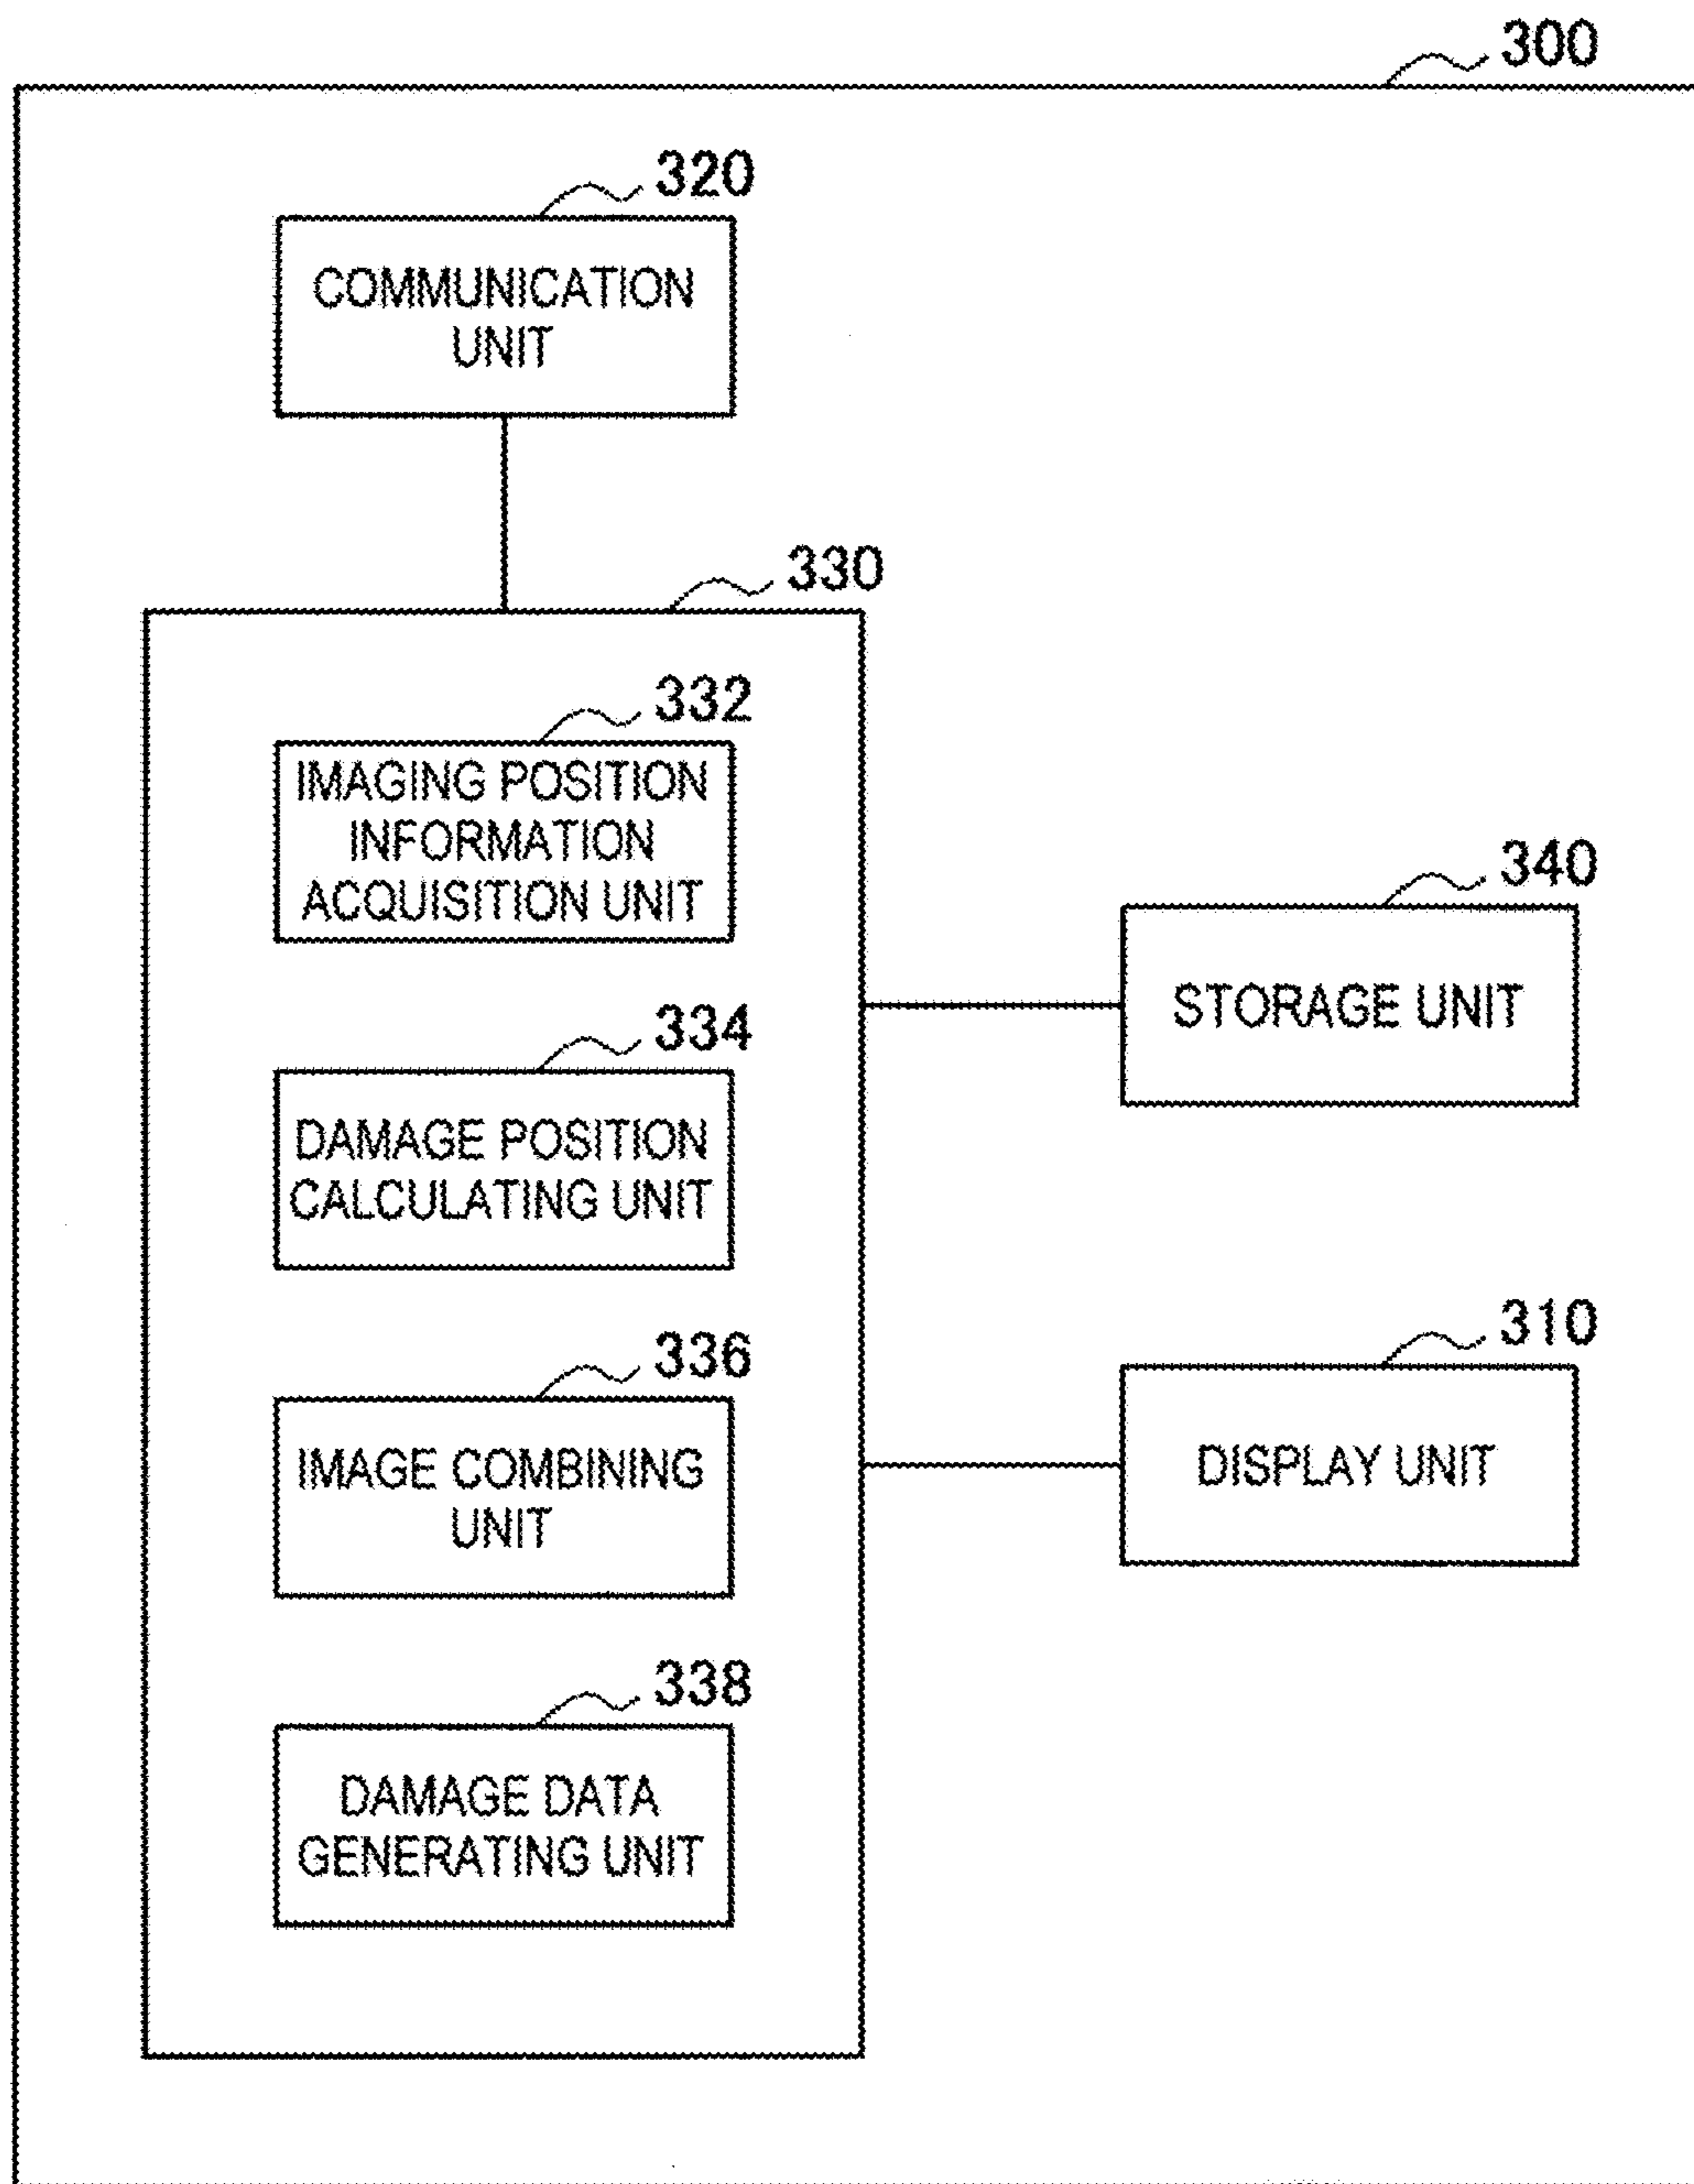 300
320
COMMUNICATION
UNIT
330
332
IMAGING POSITION
INFORMATION
ACQUISITION UNIT
334
DAMAGE POSITION
CALCULATING UNIT
336
IMAGE COMBINING
UNIT
338
DAMAGE DATA
GENERATING UNIT
340
STORAGE UNIT
310
DISPLAY UNIT